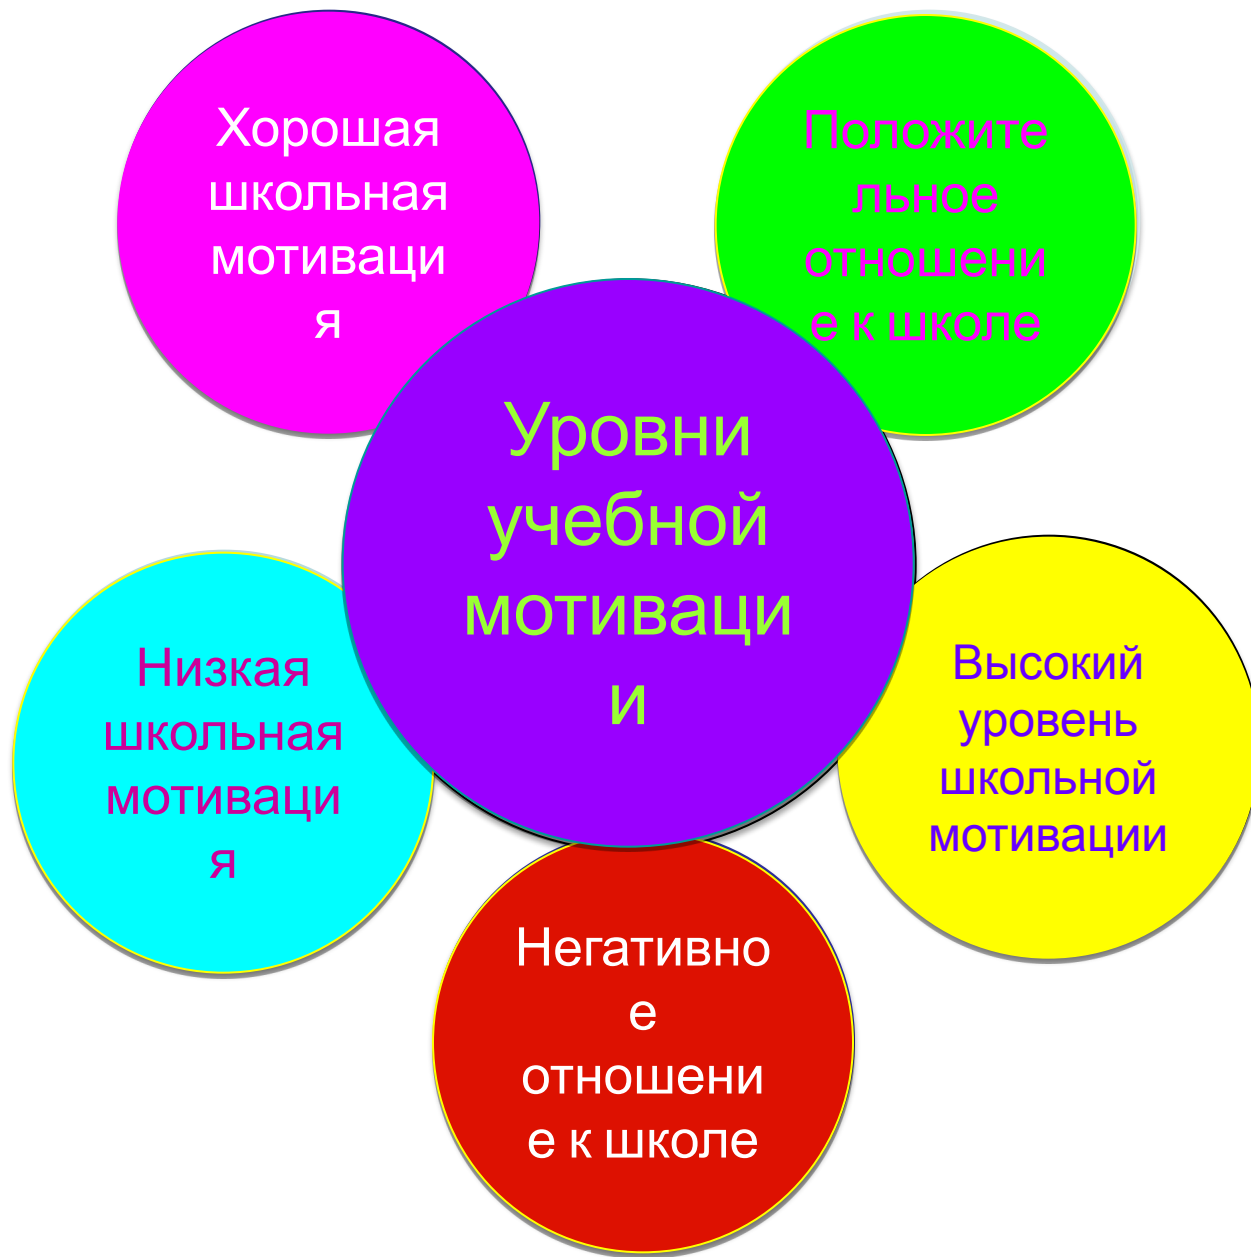 Хорошая
школьная
мотиваци
я
Положите
льное
отношени
е к школе
Уровни
учебной
мотиваци
и
Низкая
школьная
мотиваци
я
Высокий
уровень
школьной
мотивации
Негативно
е
отношени
е к школе